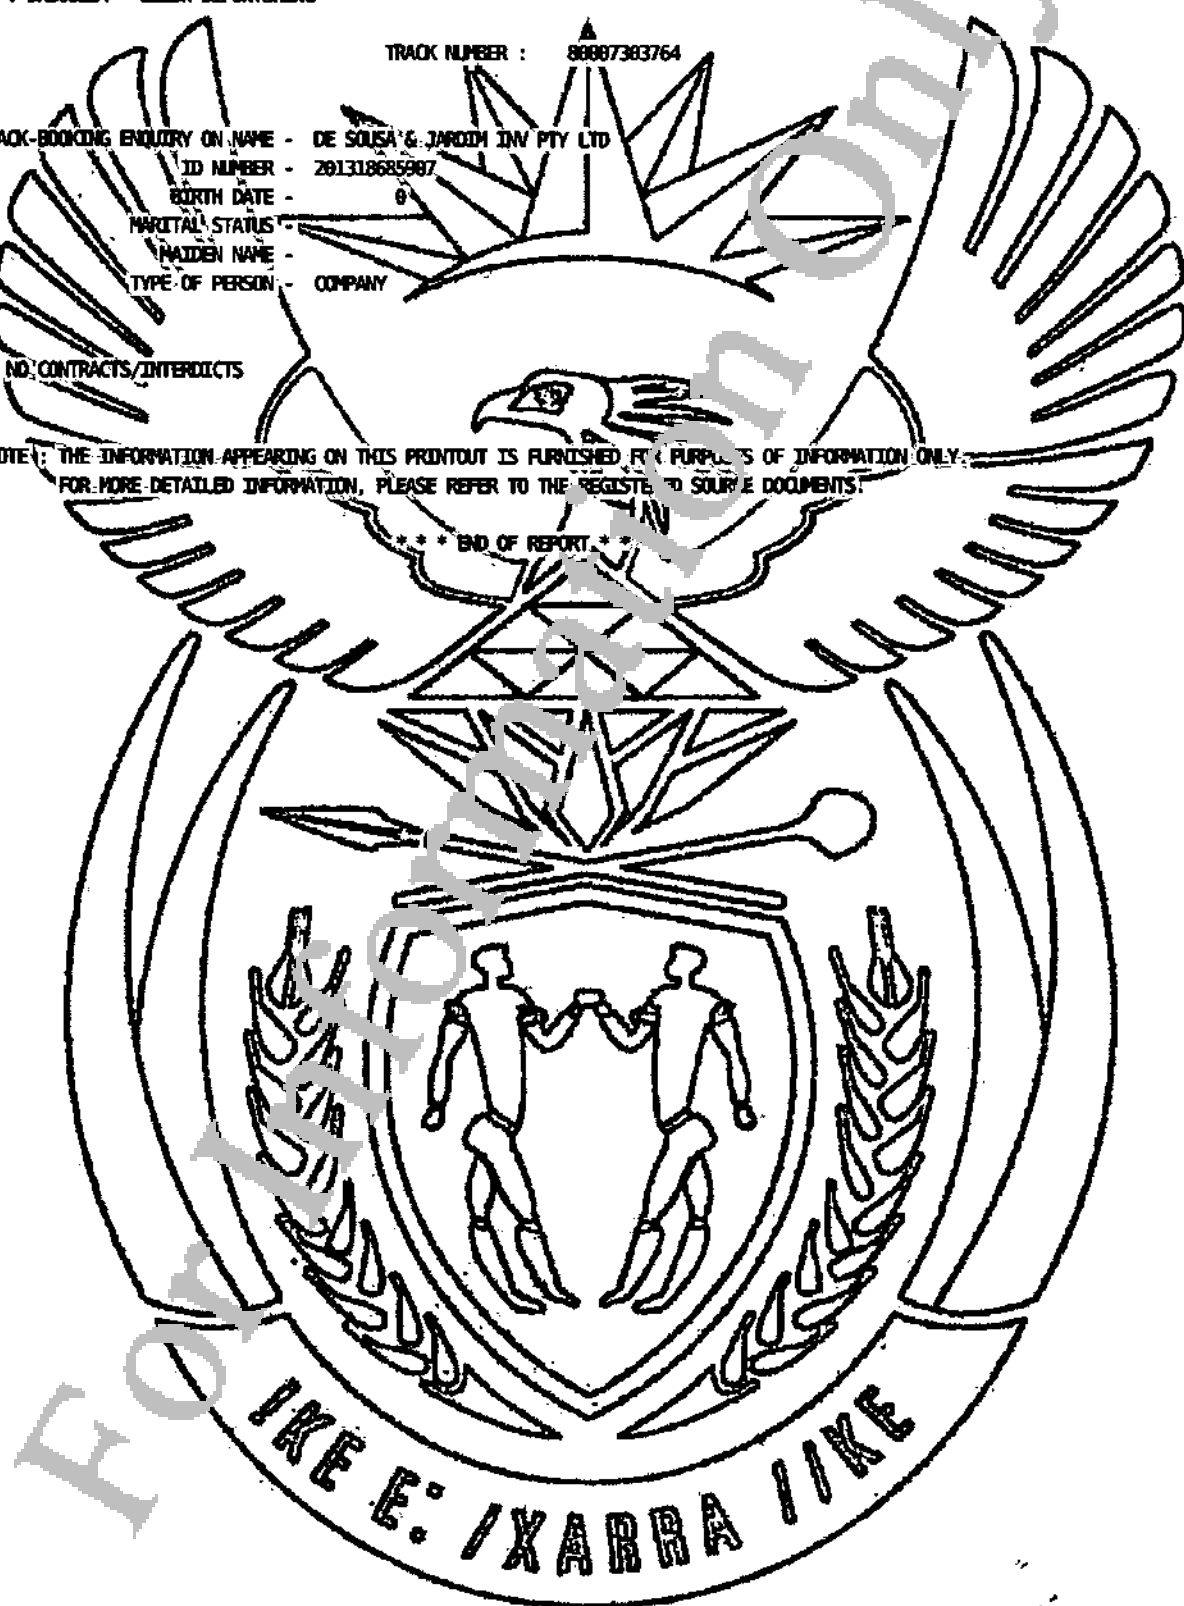 TRACK NUMBER : 80007303764
ACK-BOOKING ENQUIRY ON NAME - DE SOUSA & JARDIM INV PTY LTD
ID NUMBER - 201318685907
BIRTH DATE - 0
MARITAL STATUS -
MAIDEN NAME -
TYPE OF PERSON - COMPANY
NO CONTRACTS/INTERDICTS
OTE : THE INFORMATION APPEARING ON THIS PRINTOUT IS FURNISHED FOR PURPOSES OF INFORMATION ONLY.
FOR MORE DETAILED INFORMATION, PLEASE REFER TO THE REGISTERED SOURCE DOCUMENTS.
* * * END OF REPORT * *
For Information Only
!KE E: /XARRA //KE